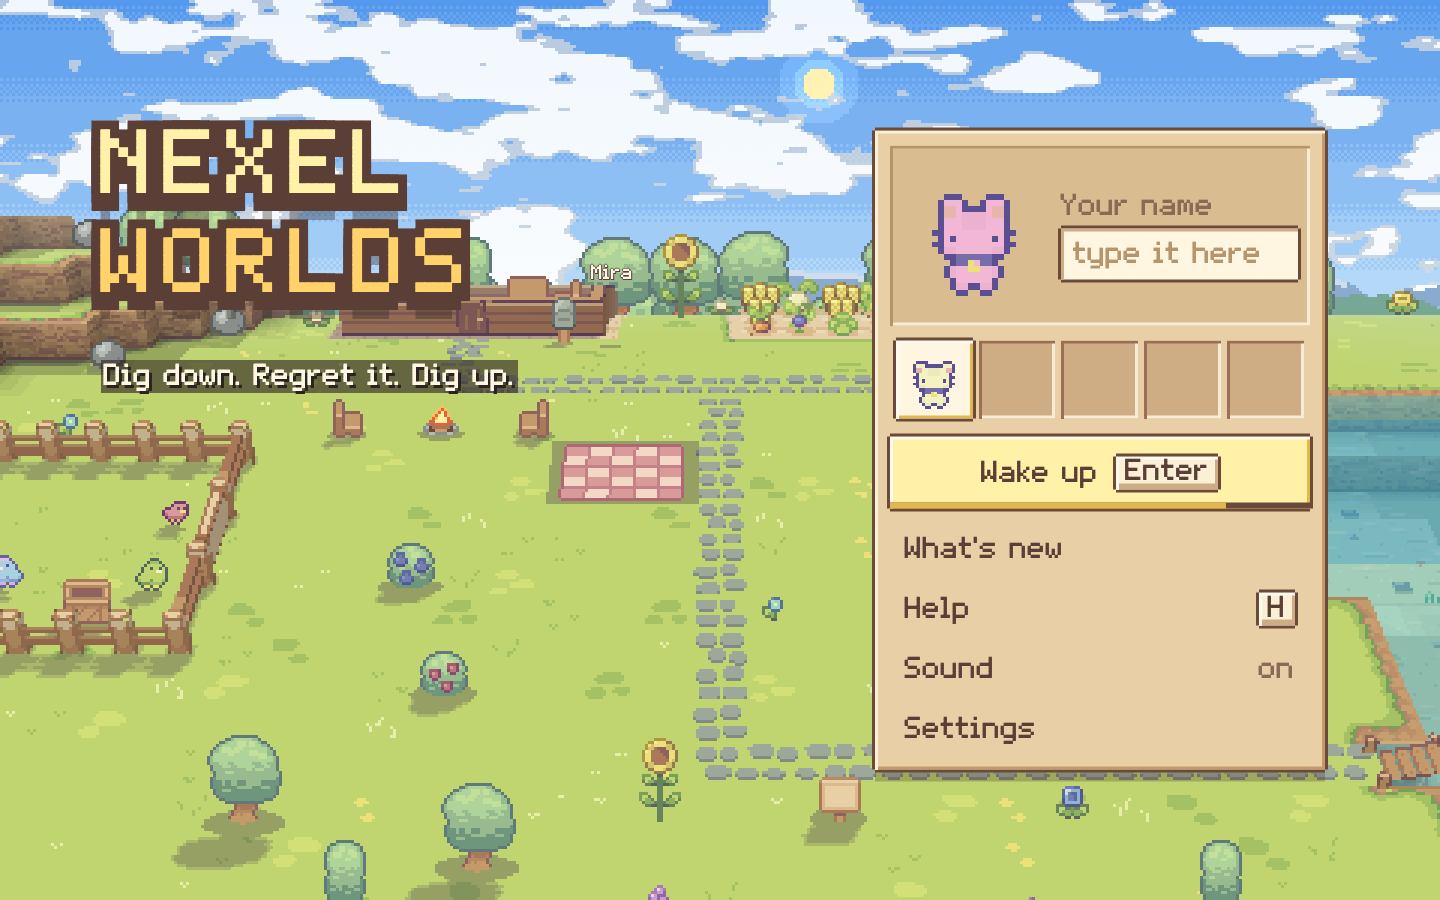 NEXEL
WORLDS
Mira
Dig down. Regret it. Dig up.
Your name
type it here
Wake up Enter
What's new
Help H
Sound on
Settings